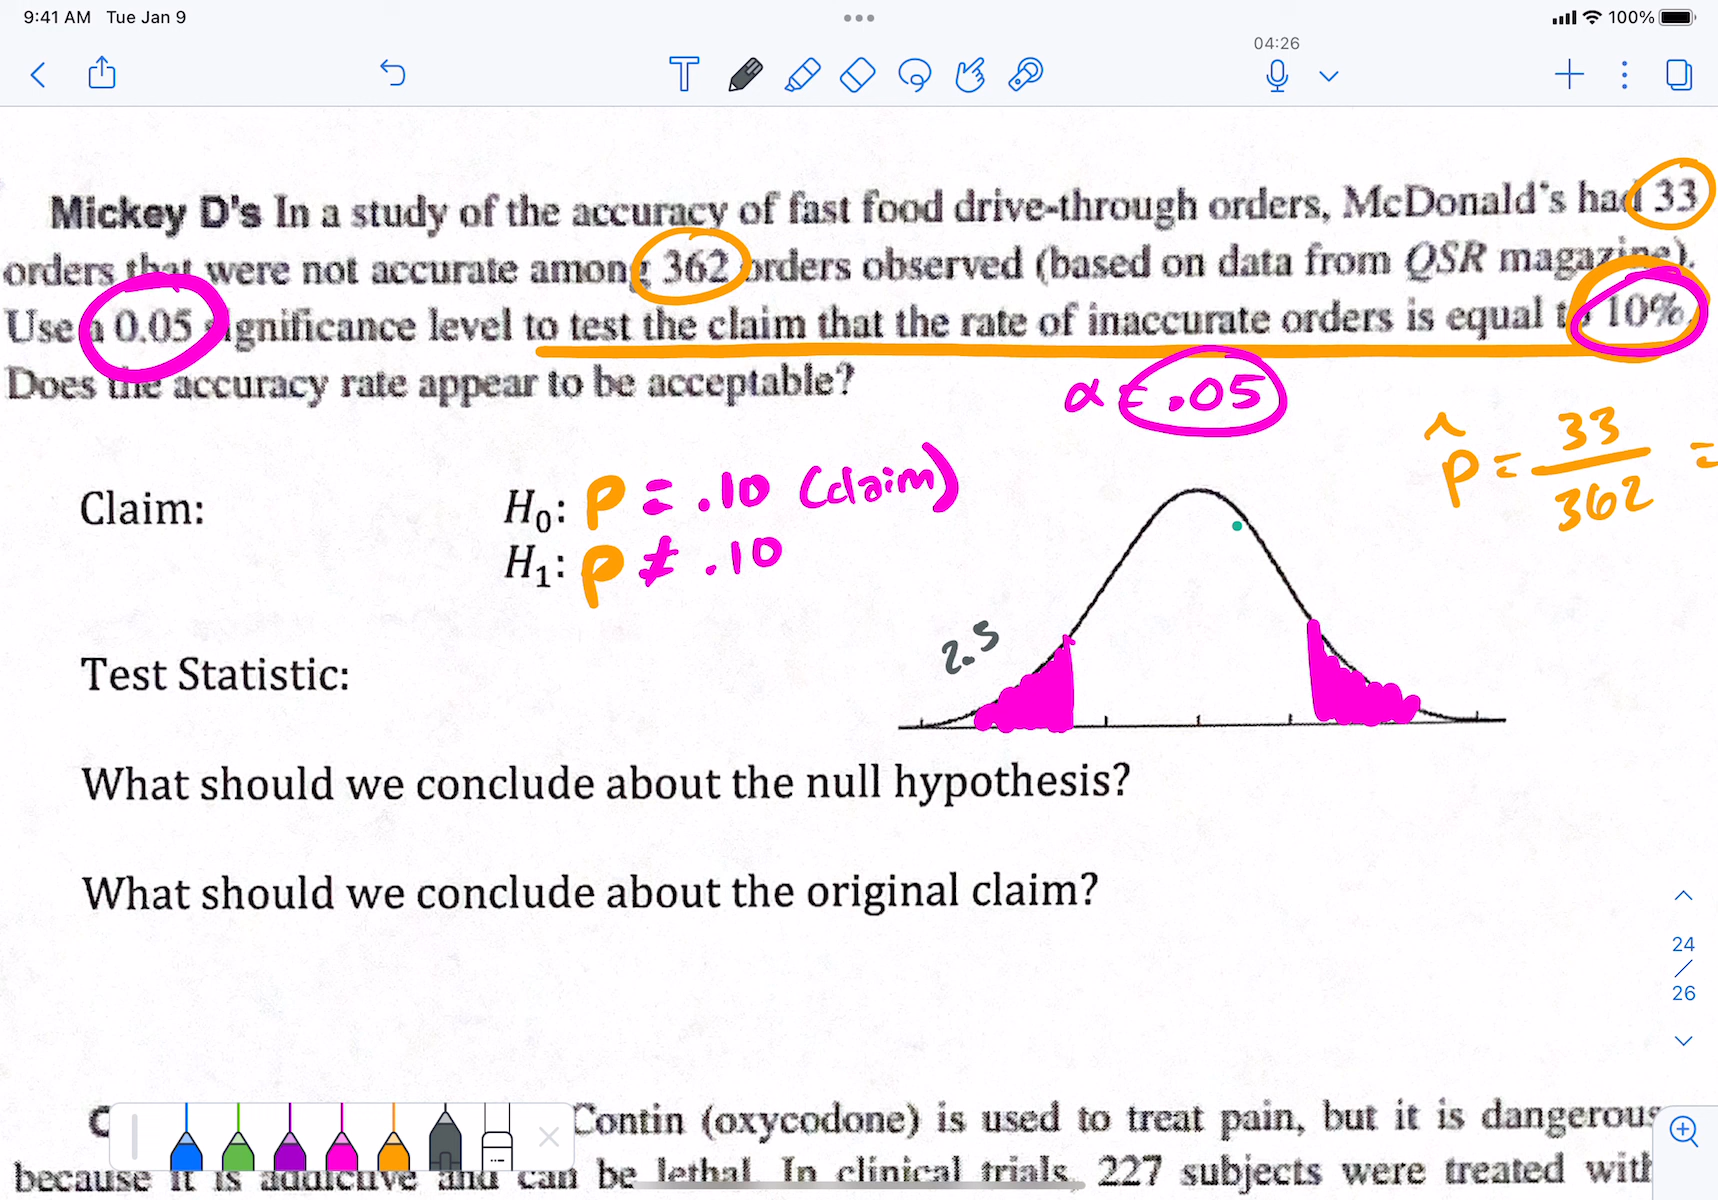 9:41 AM Tue Jan 9
100%
04:26
Mickey D's In a study of the accuracy of fast food drive-through orders, McDonald's had 33
orders that were not accurate among 362 orders observed (based on data from QSR magazine).
Use a 0.05 significance level to test the claim that the rate of inaccurate orders is equal to 10%.
Does the accuracy rate appear to be acceptable?
α = .05
p̂ = 33/362 =
Claim:
H₀: p = .10 (claim)
H₁: p ≠ .10
2.5
Test Statistic:
What should we conclude about the null hypothesis?
What should we conclude about the original claim?
24
/
26
Contin (oxycodone) is used to treat pain, but it is dangerous
because it is addictive and can be lethal. In clinical trials, 227 subjects were treated with